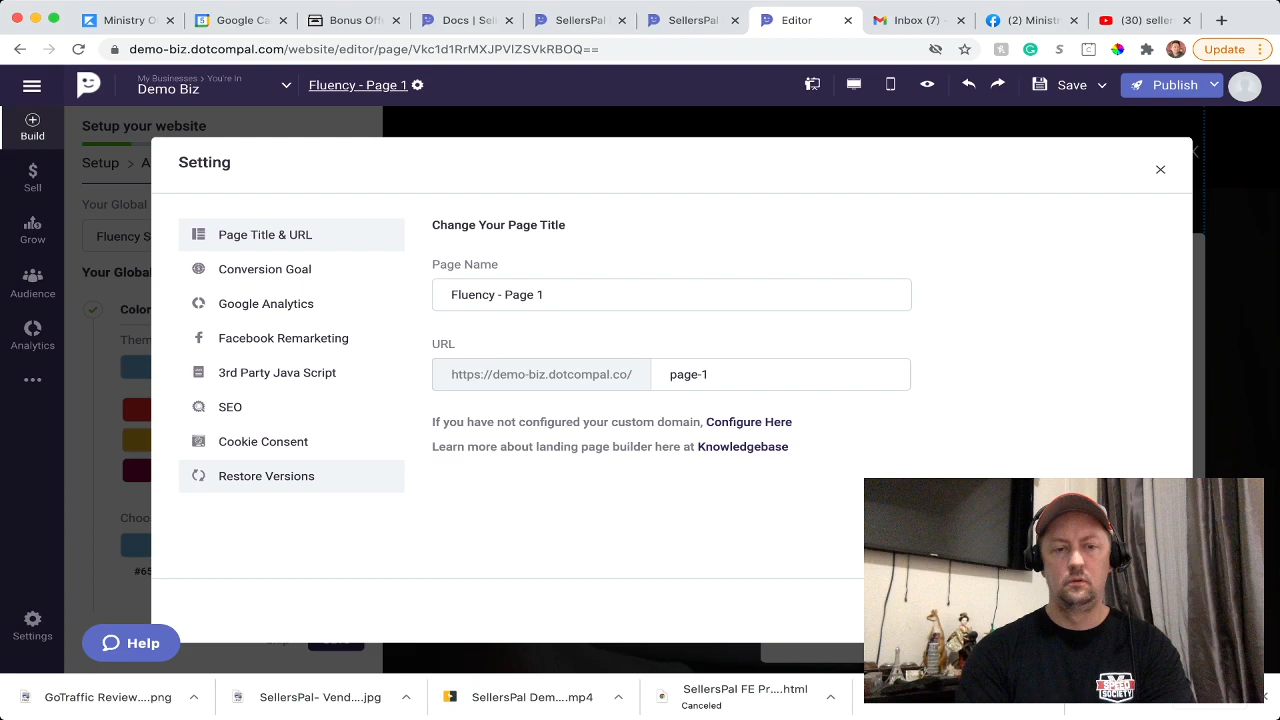 Ministry O
Google Ca
Bonus Off
Docs | Sell
SellersPal
SellersPal
Editor
Inbox (7)
(2) Ministr
(30) seller
demo-biz.dotcompal.com/website/editor/page/Vkc1d1RrMXJPVlZSVkRBOQ==
Update
My Businesses / You're In
Demo Biz
Fluency - Page 1
Save
Publish
Build
Sell
Grow
Audience
Analytics
Settings
Setup your website
Setup > A
Your Global
Fluency S
Your Globa
Color
Them
Choo
#65
Help
Setting
Page Title & URL
Conversion Goal
Google Analytics
Facebook Remarketing
3rd Party Java Script
SEO
Cookie Consent
Restore Versions
Change Your Page Title
Page Name
Fluency - Page 1
URL
https://demo-biz.dotcompal.co/
page-1
If you have not configured your custom domain, Configure Here
Learn more about landing page builder here at Knowledgebase
SPEED
SOCIETY
GoTraffic Review....png
SellersPal- Vend....jpg
SellersPal Dem....mp4
SellersPal FE Pr....html
Canceled